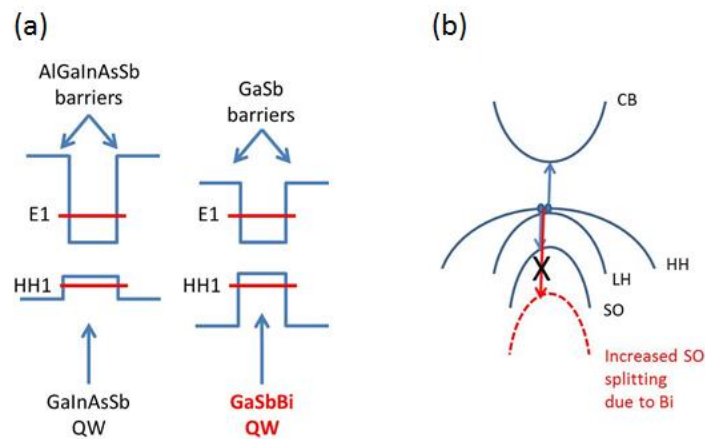 (a)
AlGaInAsSb
barriers
GaSb
barriers
E1
E1
HH1
HH1
GaInAsSb
QW
GaSbBi
QW
(b)
CB
HH
LH
SO
X
Increased SO
splitting
due to Bi